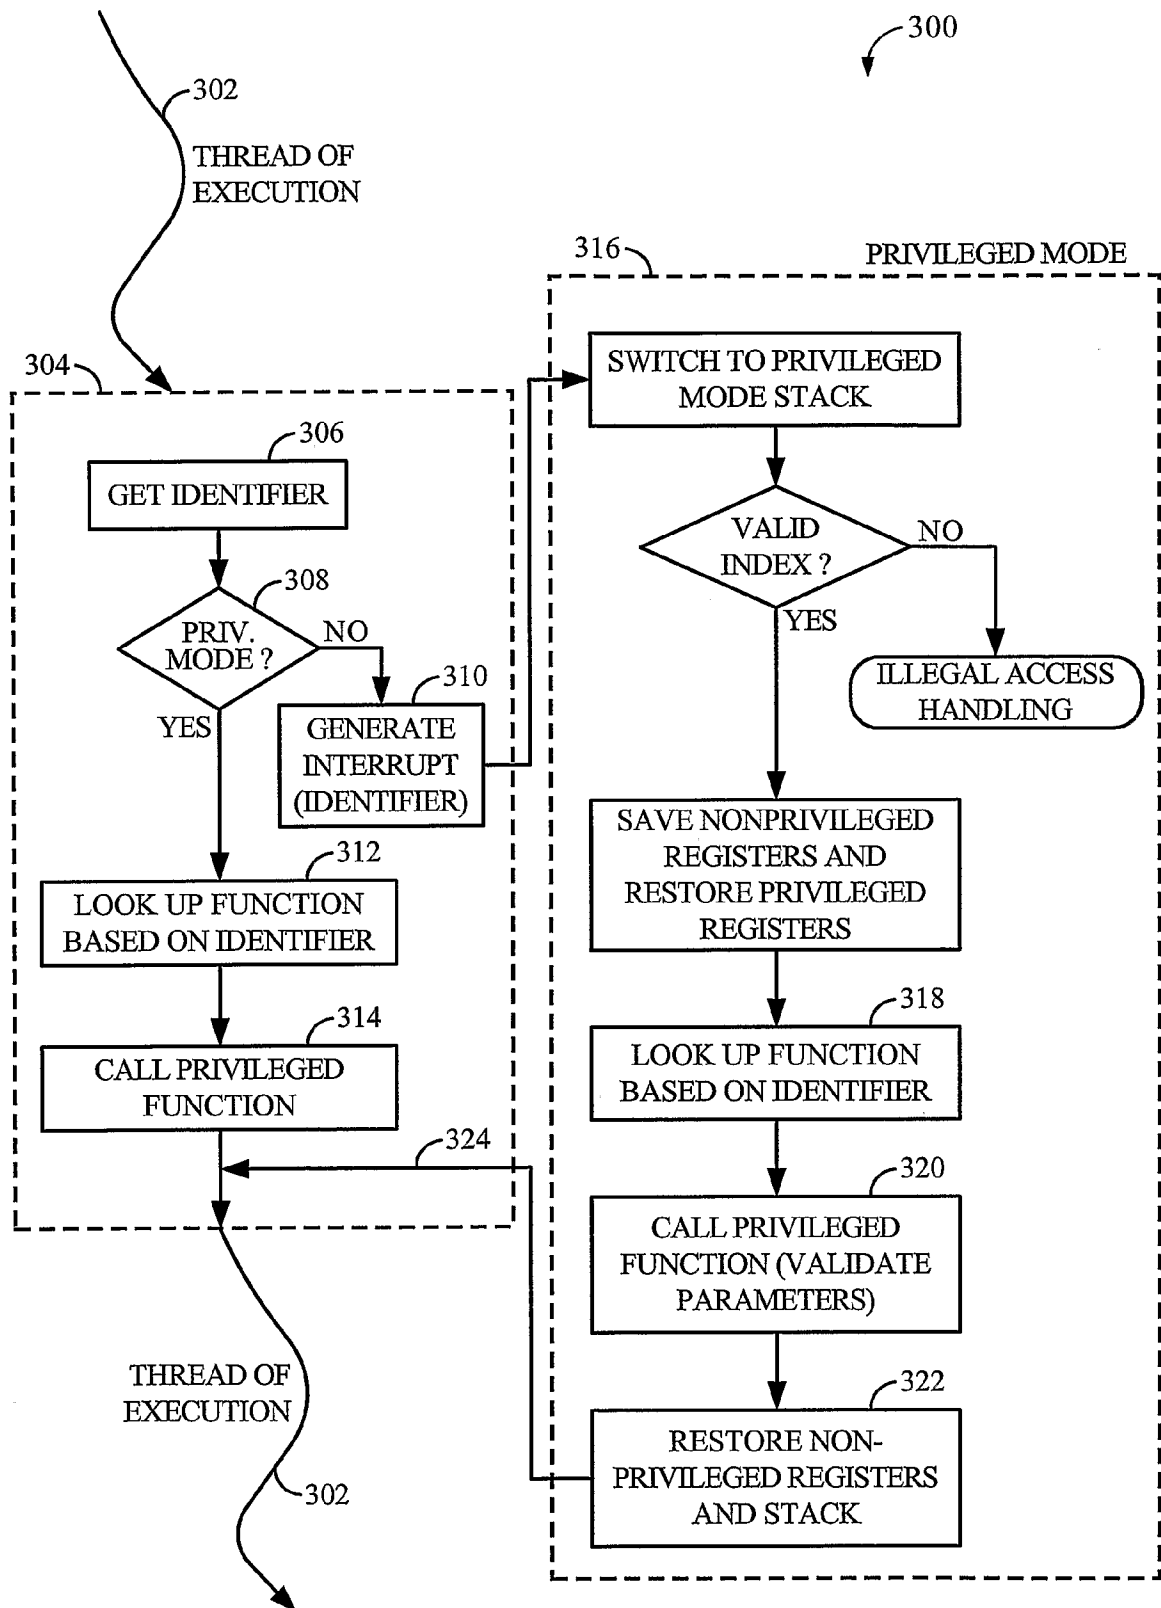 300
302
THREAD OF
EXECUTION
316
PRIVILEGED MODE
304
SWITCH TO PRIVILEGED
MODE STACK
306
GET IDENTIFIER
VALID
INDEX ?
NO
YES
308
PRIV.
MODE ?
NO
YES
ILLEGAL ACCESS
HANDLING
310
GENERATE
INTERRUPT
(IDENTIFIER)
SAVE NONPRIVILEGED
REGISTERS AND
RESTORE PRIVILEGED
REGISTERS
312
LOOK UP FUNCTION
BASED ON IDENTIFIER
318
LOOK UP FUNCTION
BASED ON IDENTIFIER
314
CALL PRIVILEGED
FUNCTION
324
320
CALL PRIVILEGED
FUNCTION (VALIDATE
PARAMETERS)
THREAD OF
EXECUTION
302
322
RESTORE NON-
PRIVILEGED REGISTERS
AND STACK